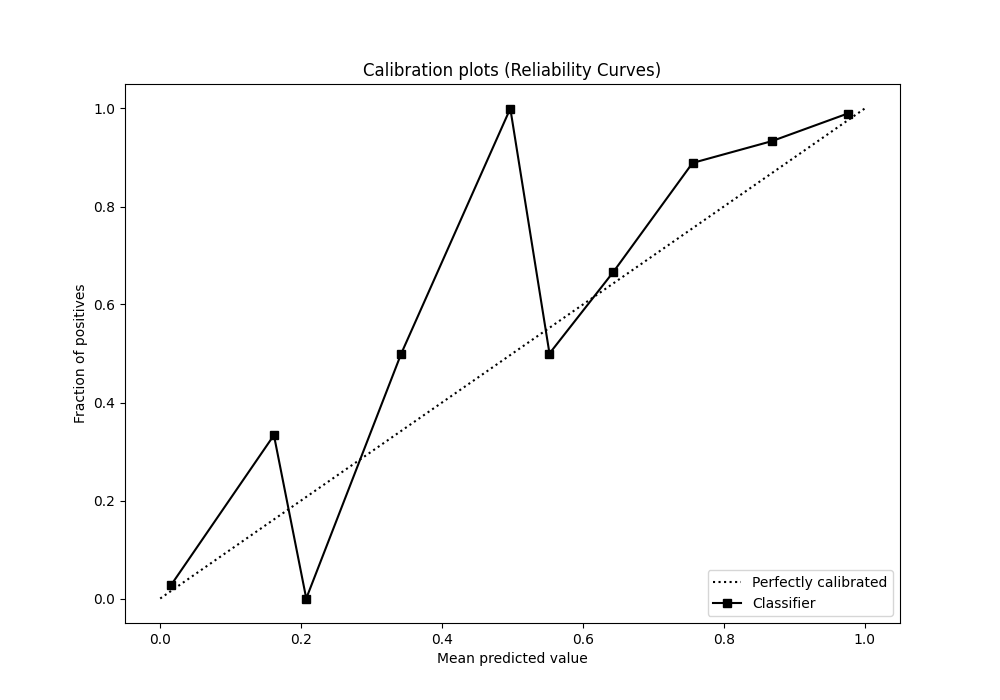 Calibration plots (Reliability Curves)
1.0
0.8
0.6
0.4
0.2
0.0
Fraction of positives
0.0 0.2 0.4 0.6 0.8 1.0
Mean predicted value
Perfectly calibrated
Classifier